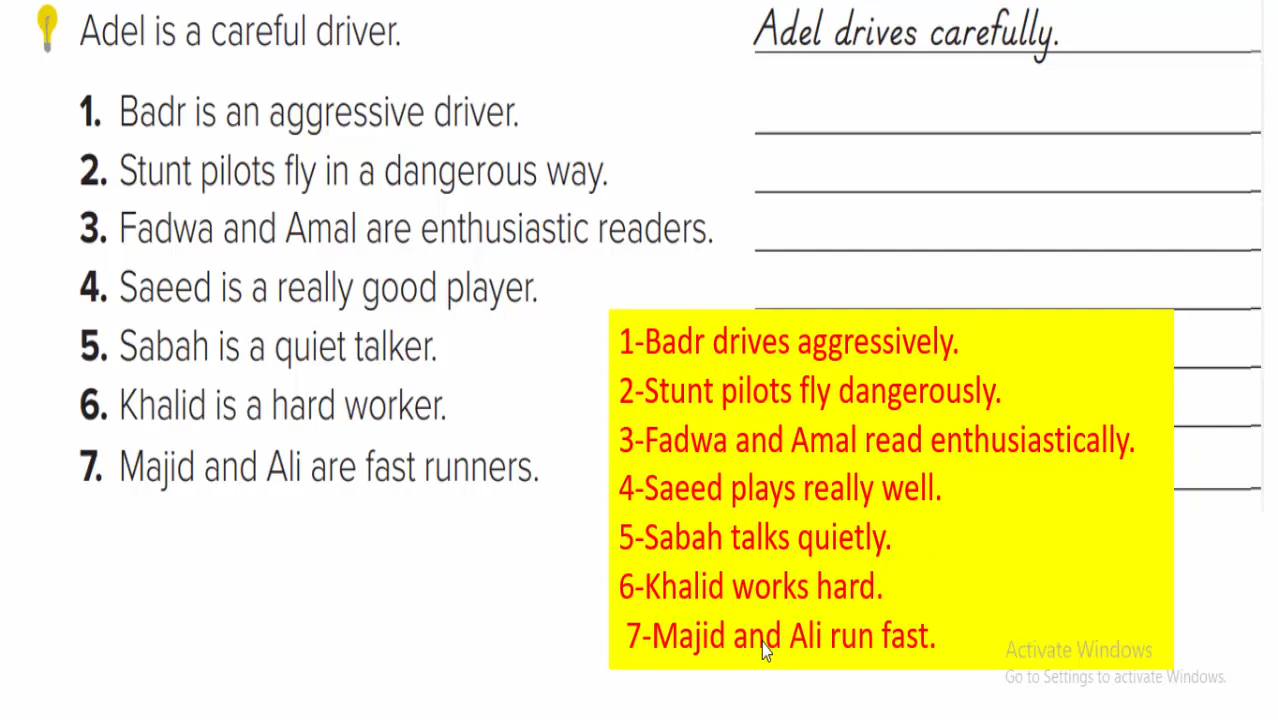 Adel is a careful driver.
Adel drives carefully.
1. Badr is an aggressive driver.
2. Stunt pilots fly in a dangerous way.
3. Fadwa and Amal are enthusiastic readers.
4. Saeed is a really good player.
5. Sabah is a quiet talker.
6. Khalid is a hard worker.
7. Majid and Ali are fast runners.
1-Badr drives aggressively.
2-Stunt pilots fly dangerously.
3-Fadwa and Amal read enthusiastically.
4-Saeed plays really well.
5-Sabah talks quietly.
6-Khalid works hard.
7-Majid and Ali run fast.
Activate Windows
Go to Settings to activate Windows.